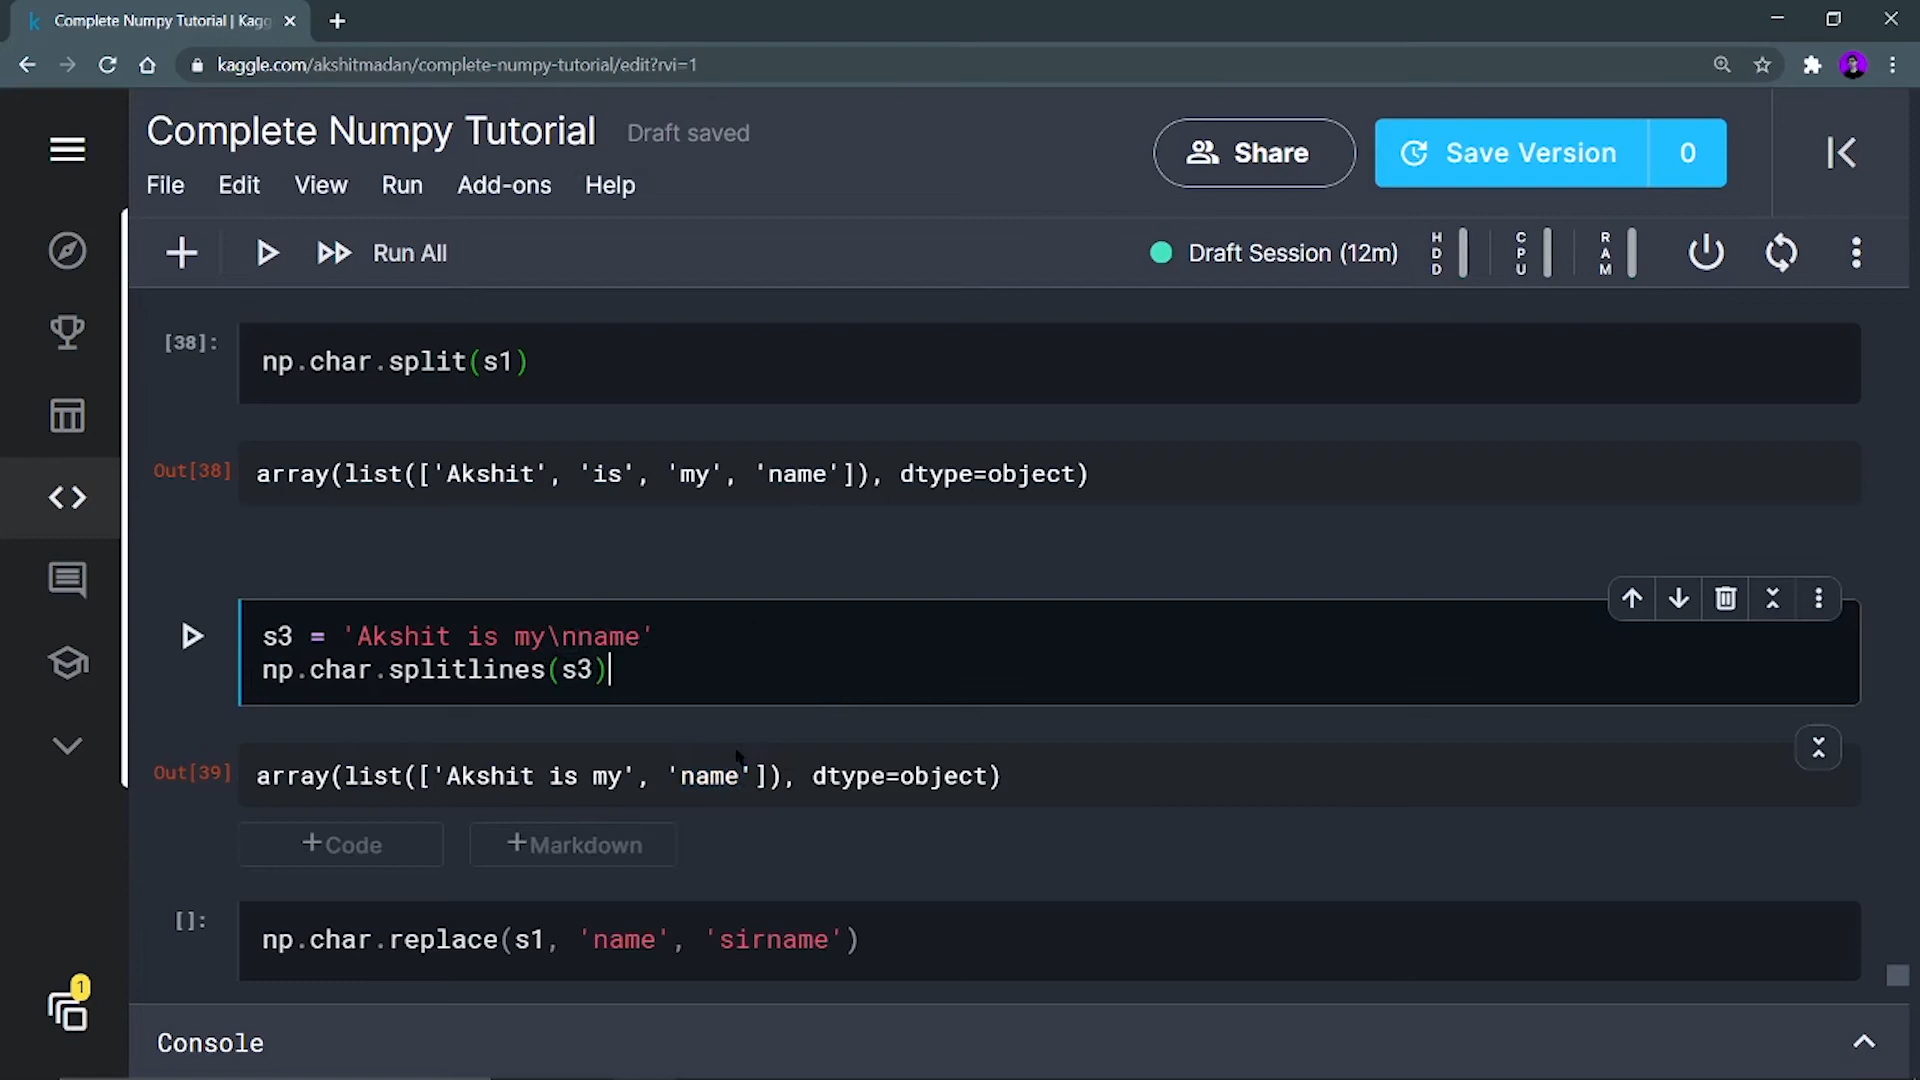 Complete Numpy Tutorial | Kagg
kaggle.com/akshitmadan/complete-numpy-tutorial/edit?rvi=1
Complete Numpy Tutorial Draft saved
Share
Save Version 0
File Edit View Run Add-ons Help
Run All
Draft Session (12m)
HDD
CPU
RAM
[38]:
np.char.split(s1)
Out[38]
array(list(['Akshit', 'is', 'my', 'name']), dtype=object)
s3 = 'Akshit is my\nname'
np.char.splitlines(s3)
Out[39]
array(list(['Akshit is my', 'name']), dtype=object)
+Code
+Markdown
[]:
np.char.replace(s1, 'name', 'sirname')
1
Console